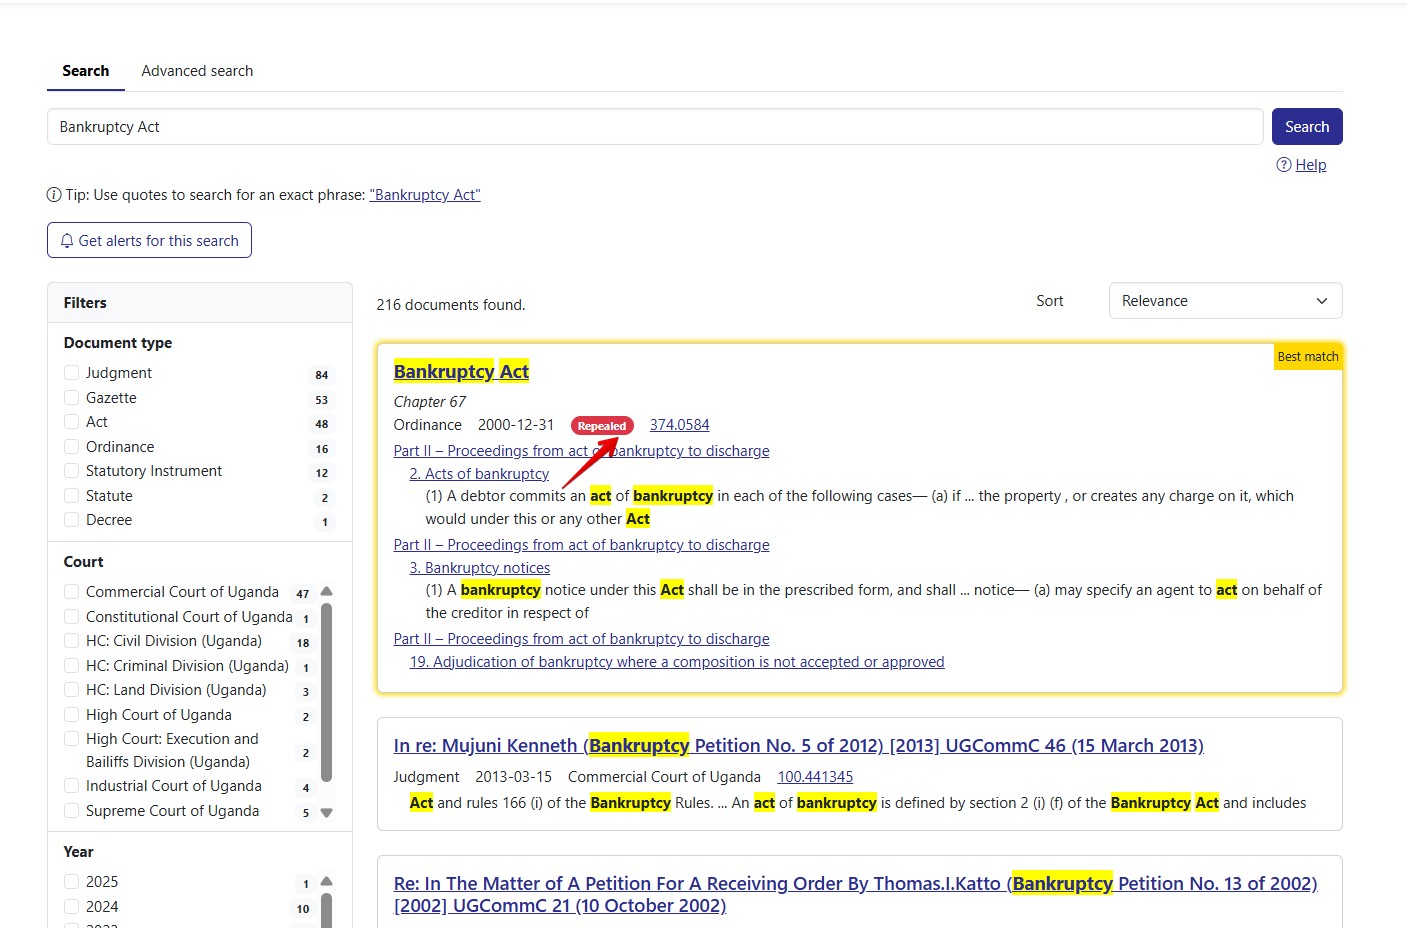 Search
Advanced search
Bankruptcy Act
Search
Help
Tip: Use quotes to search for an exact phrase: "Bankruptcy Act"
Get alerts for this search
Filters
Document type
Judgment 84
Gazette 53
Act 48
Ordinance 16
Statutory Instrument 12
Statute 2
Decree 1
Court
Commercial Court of Uganda 47
Constitutional Court of Uganda 1
HC: Civil Division (Uganda) 18
HC: Criminal Division (Uganda) 1
HC: Land Division (Uganda) 3
High Court of Uganda 2
High Court: Execution and
Bailiffs Division (Uganda) 2
Industrial Court of Uganda 4
Supreme Court of Uganda 5
Year
2025 1
2024 10
216 documents found.
Sort
Relevance
Best match
Bankruptcy Act
Chapter 67
Ordinance 2000-12-31 Repealed 374.0584
Part II – Proceedings from act of bankruptcy to discharge
2. Acts of bankruptcy
(1) A debtor commits an act of bankruptcy in each of the following cases— (a) if ... the property , or creates any charge on it, which
would under this or any other Act
Part II – Proceedings from act of bankruptcy to discharge
3. Bankruptcy notices
(1) A bankruptcy notice under this Act shall be in the prescribed form, and shall ... notice— (a) may specify an agent to act on behalf of
the creditor in respect of
Part II – Proceedings from act of bankruptcy to discharge
19. Adjudication of bankruptcy where a composition is not accepted or approved
In re: Mujuni Kenneth (Bankruptcy Petition No. 5 of 2012) [2013] UGCommC 46 (15 March 2013)
Judgment 2013-03-15 Commercial Court of Uganda 100.441345
Act and rules 166 (i) of the Bankruptcy Rules. ... An act of bankruptcy is defined by section 2 (i) (f) of the Bankruptcy Act and includes
Re: In The Matter of A Petition For A Receiving Order By Thomas.I.Katto (Bankruptcy Petition No. 13 of 2002)
[2002] UGCommC 21 (10 October 2002)